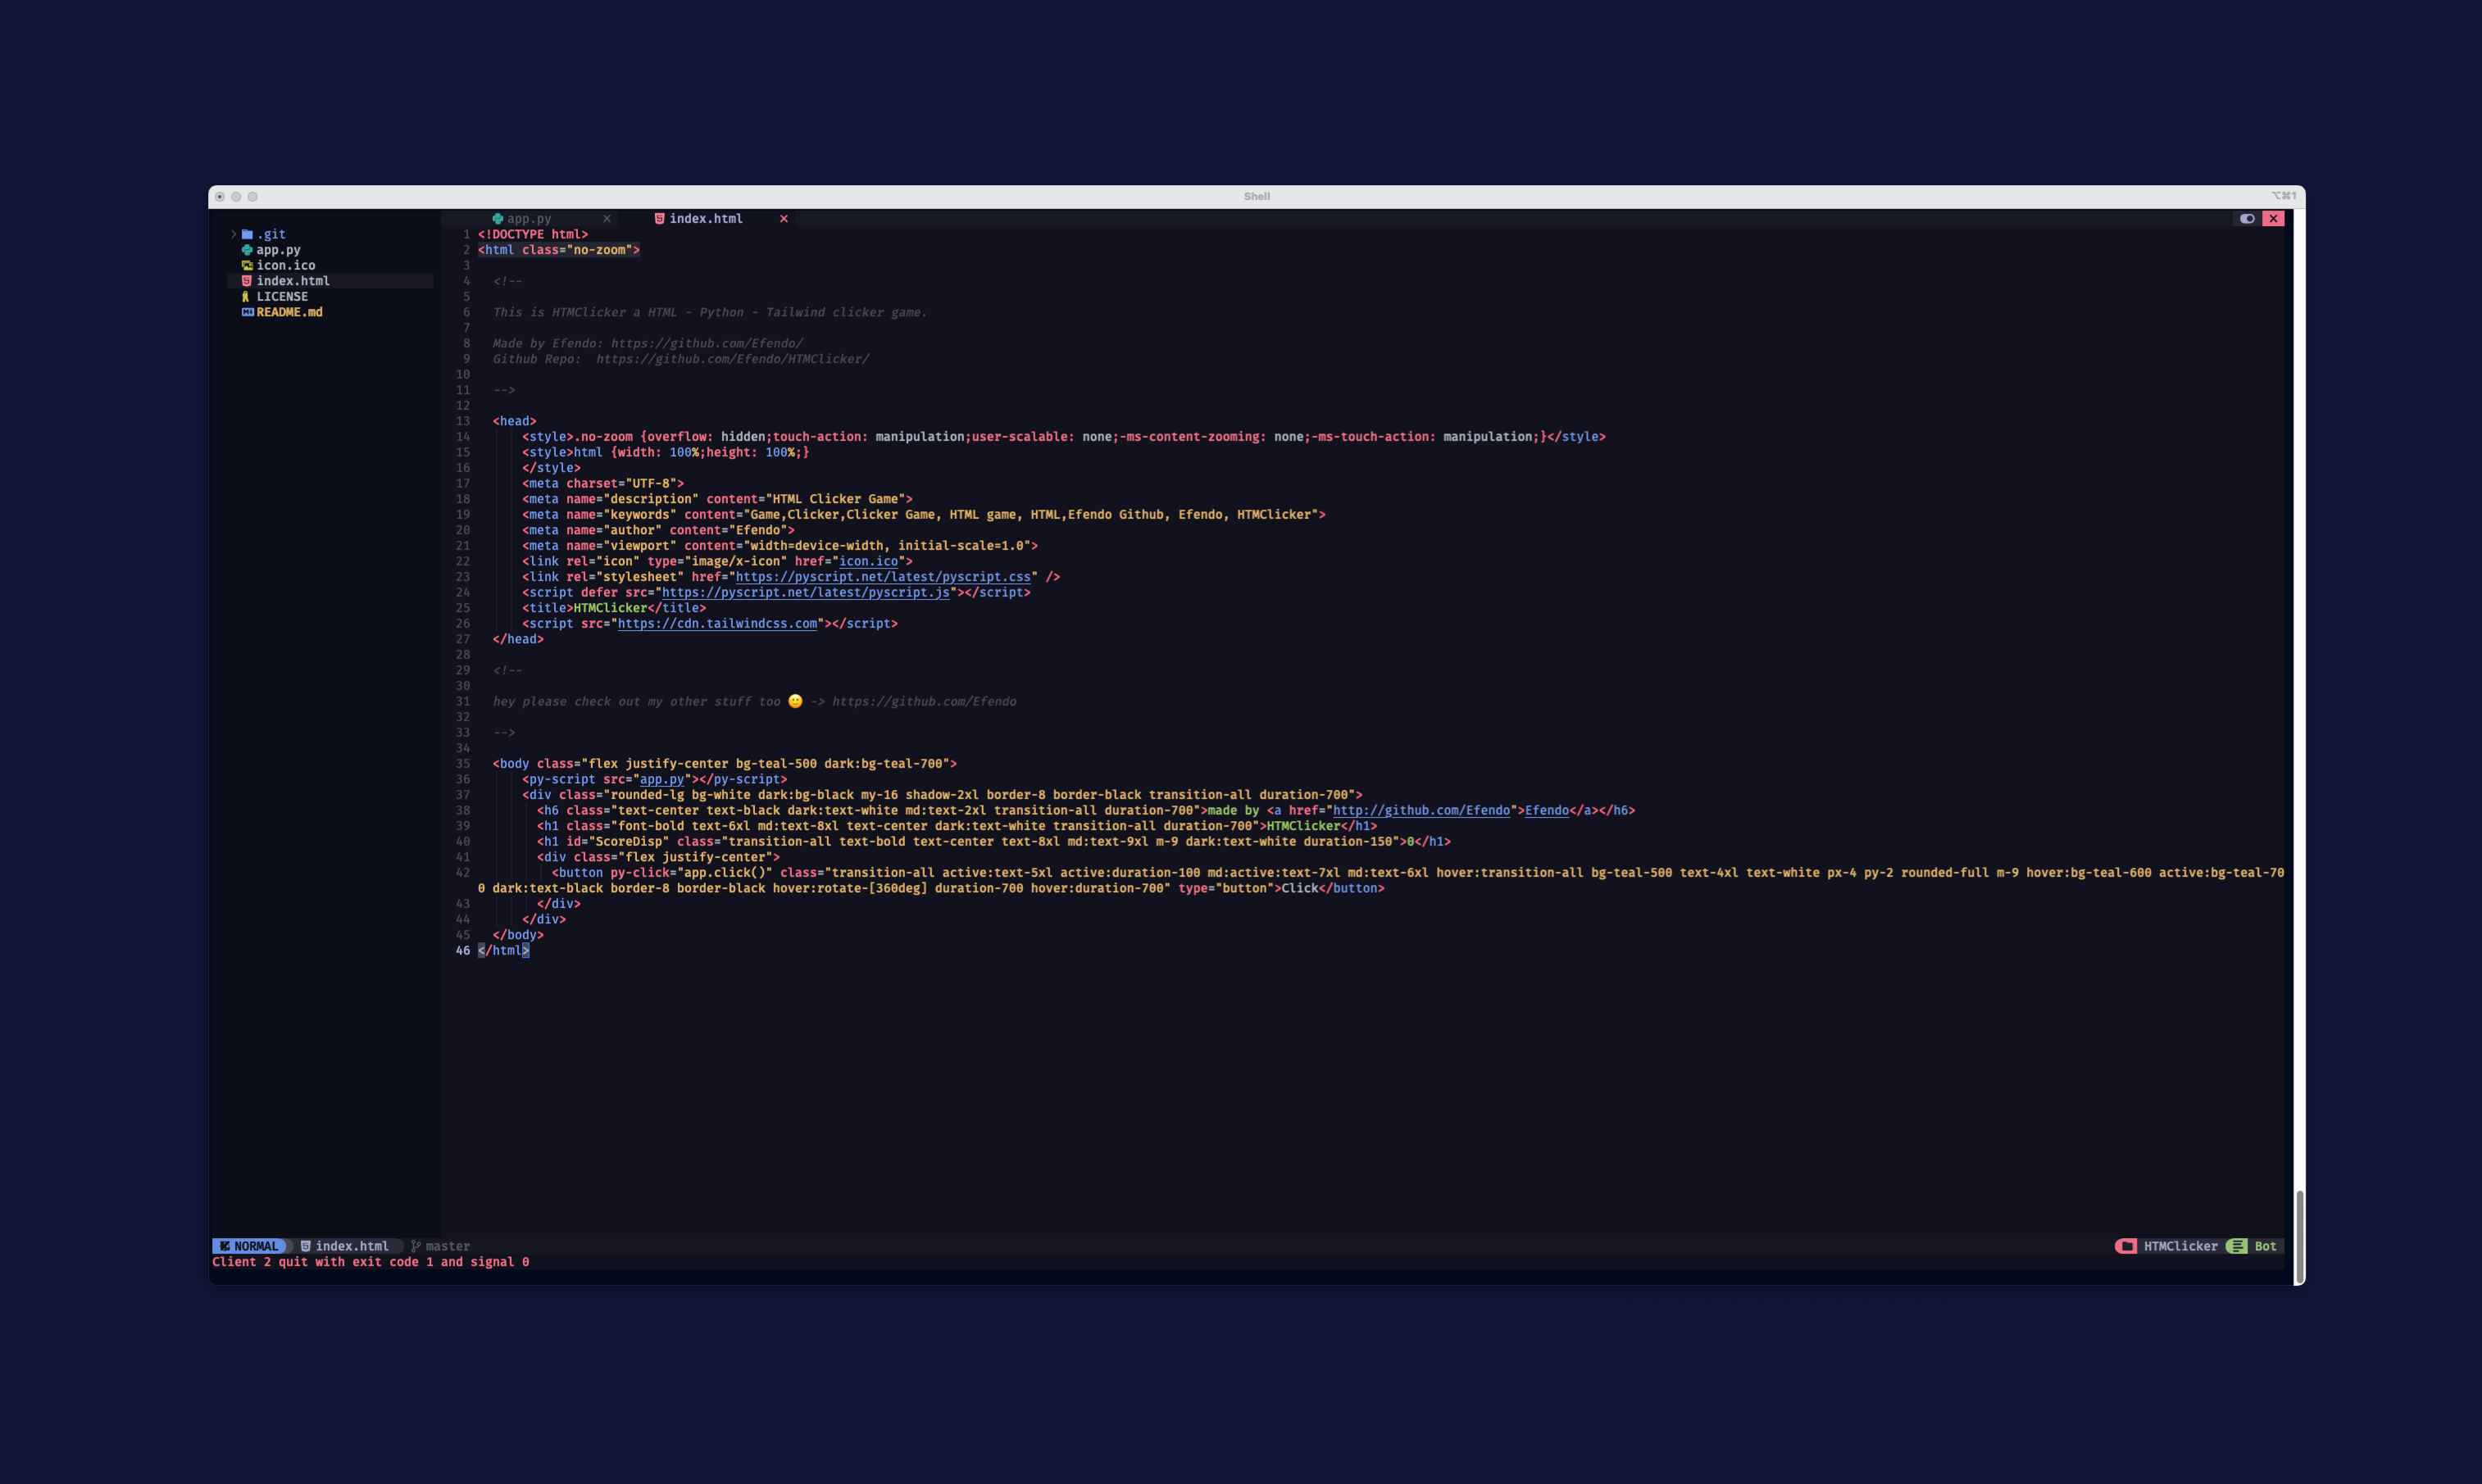 Shell
⌥⌘1
.git
app.py
icon.ico
index.html
LICENSE
README.md
app.py × index.html ×
1 <!DOCTYPE html>
2 <html class="no-zoom">
3
4 <!--
5
6 This is HTMClicker a HTML - Python - Tailwind clicker game.
7
8 Made by Efendo: https://github.com/Efendo/
9 Github Repo:  https://github.com/Efendo/HTMClicker/
10
11 -->
12
13 <head>
14 <style>.no-zoom {overflow: hidden;touch-action: manipulation;user-scalable: none;-ms-content-zooming: none;-ms-touch-action: manipulation;}</style>
15 <style>html {width: 100%;height: 100%;}
16 </style>
17 <meta charset="UTF-8">
18 <meta name="description" content="HTML Clicker Game">
19 <meta name="keywords" content="Game,Clicker,Clicker Game, HTML game, HTML,Efendo Github, Efendo, HTMClicker">
20 <meta name="author" content="Efendo">
21 <meta name="viewport" content="width=device-width, initial-scale=1.0">
22 <link rel="icon" type="image/x-icon" href="icon.ico">
23 <link rel="stylesheet" href="https://pyscript.net/latest/pyscript.css" />
24 <script defer src="https://pyscript.net/latest/pyscript.js"></script>
25 <title>HTMClicker</title>
26 <script src="https://cdn.tailwindcss.com"></script>
27 </head>
28
29 <!--
30
31 hey please check out my other stuff too 🙂 -> https://github.com/Efendo
32
33 -->
34
35 <body class="flex justify-center bg-teal-500 dark:bg-teal-700">
36 <py-script src="app.py"></py-script>
37 <div class="rounded-lg bg-white dark:bg-black my-16 shadow-2xl border-8 border-black transition-all duration-700">
38 <h6 class="text-center text-black dark:text-white md:text-2xl transition-all duration-700">made by <a href="http://github.com/Efendo">Efendo</a></h6>
39 <h1 class="font-bold text-6xl md:text-8xl text-center dark:text-white transition-all duration-700">HTMClicker</h1>
40 <h1 id="ScoreDisp" class="transition-all text-bold text-center text-8xl md:text-9xl m-9 dark:text-white duration-150">0</h1>
41 <div class="flex justify-center">
42 <button py-click="app.click()" class="transition-all active:text-5xl active:duration-100 md:active:text-7xl md:text-6xl hover:transition-all bg-teal-500 text-4xl text-white px-4 py-2 rounded-full m-9 hover:bg-teal-600 active:bg-teal-70
0 dark:text-black border-8 border-black hover:rotate-[360deg] duration-700 hover:duration-700" type="button">Click</button>
43 </div>
44 </div>
45 </body>
46 </html>
NORMAL index.html master HTMClicker Bot
Client 2 quit with exit code 1 and signal 0